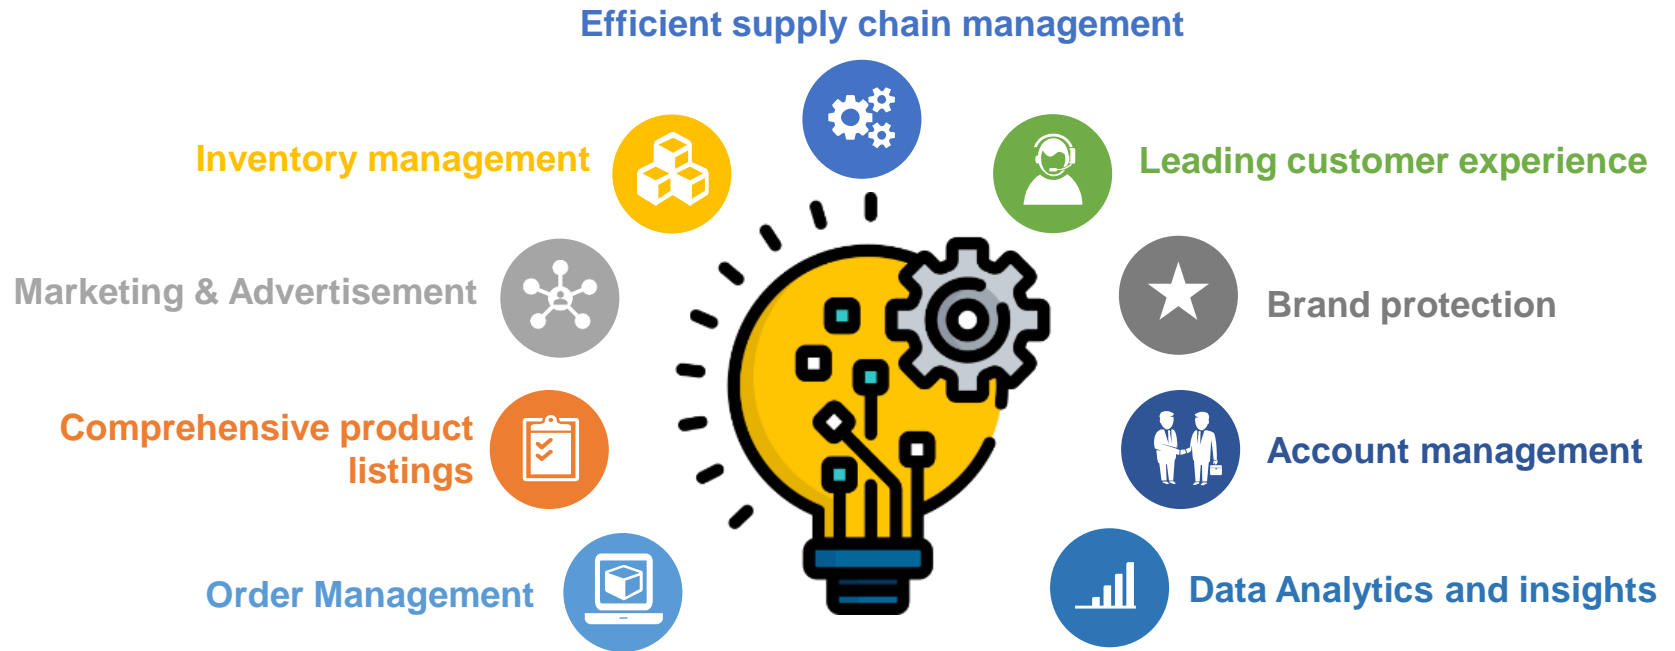 Efficient supply chain management
Inventory management
Leading customer experience
Marketing & Advertisement
Brand protection
Comprehensive product
listings
Account management
Order Management
Data Analytics and insights